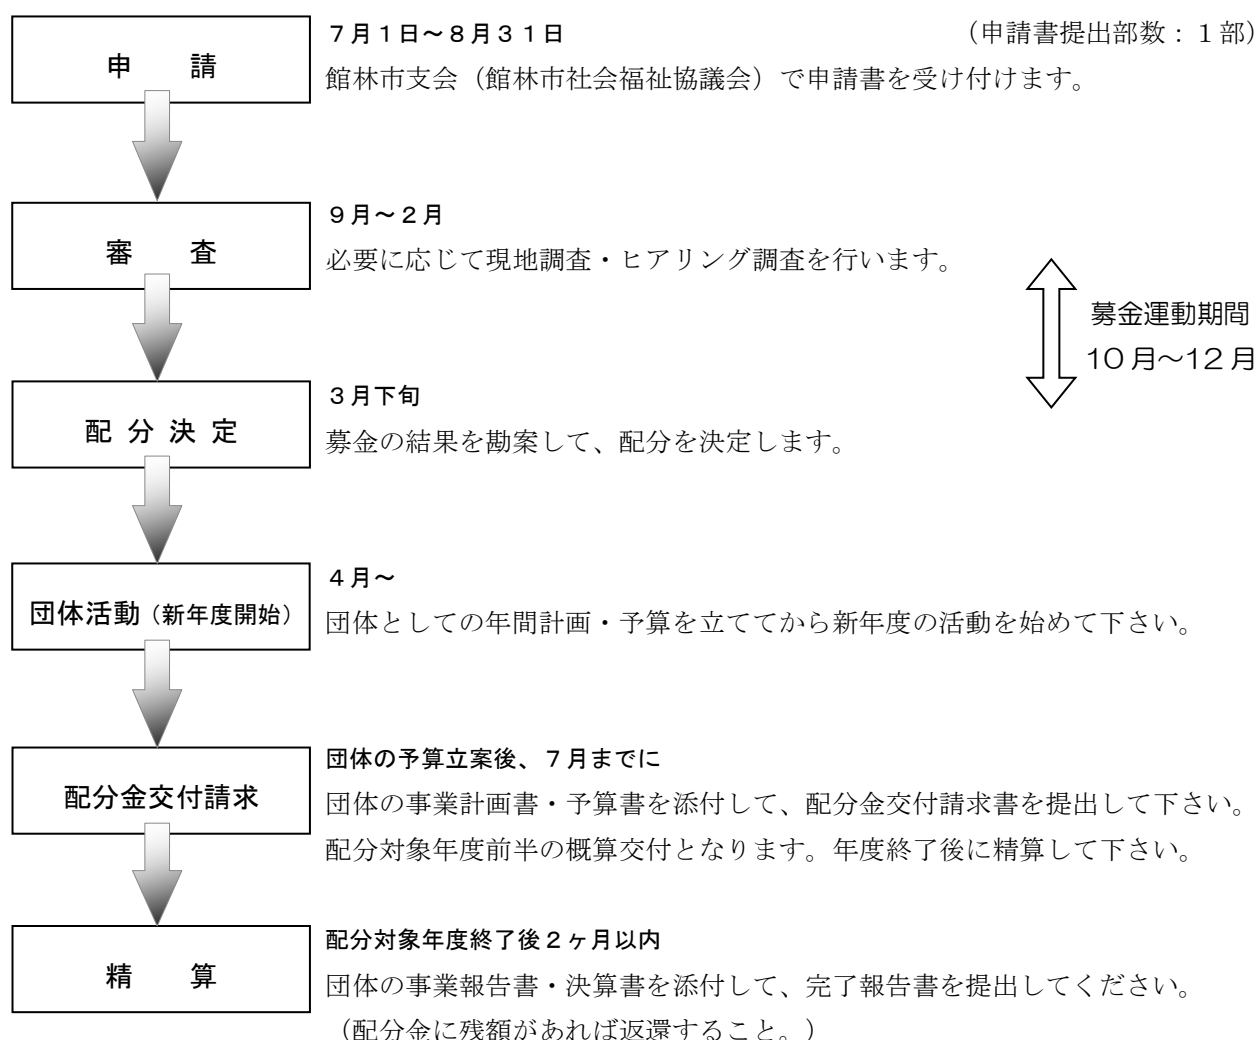 申　請
７月１日～８月３１日　（申請書提出部数：１部）
館林市支会（館林市社会福祉協議会）で申請書を受け付けます。
審　査
９月～２月
必要に応じて現地調査・ヒアリング調査を行います。
募金運動期間
10月～12月
配分決定
３月下旬
募金の結果を勘案して、配分を決定します。
団体活動（新年度開始）
４月～
団体としての年間計画・予算を立ててから新年度の活動を始めて下さい。
配分金交付請求
団体の予算立案後、７月までに
団体の事業計画書・予算書を添付して、配分金交付請求書を提出して下さい。
配分対象年度前半の概算交付となります。年度終了後に精算して下さい。
精　算
配分対象年度終了後２ヶ月以内
団体の事業報告書・決算書を添付して、完了報告書を提出してください。
（配分金に残額があれば返還すること。）